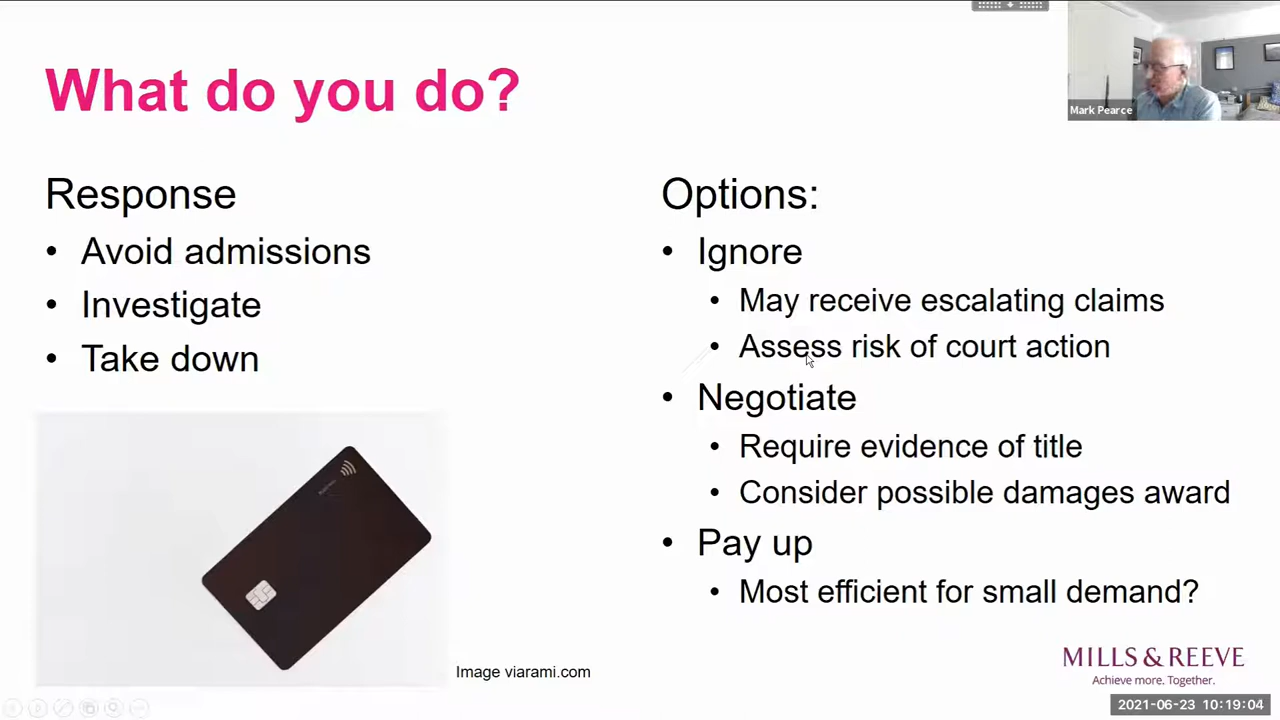 What do you do?
Mark Pearce
Response
• Avoid admissions
• Investigate
• Take down
Image viarami.com
Options:
• Ignore
• May receive escalating claims
• Assess risk of court action
• Negotiate
• Require evidence of title
• Consider possible damages award
• Pay up
• Most efficient for small demand?
MILLS & REEVE
Achieve more. Together.
2021-06-23 10:19:04